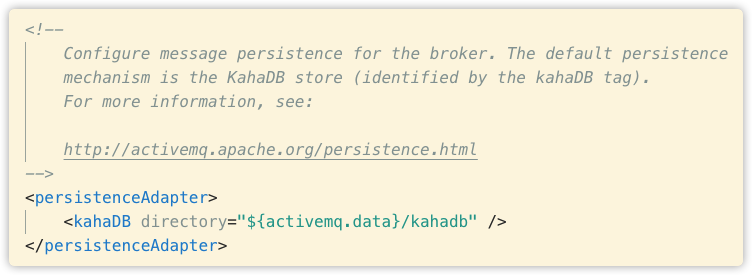 <!--
Configure message persistence for the broker. The default persistence
mechanism is the KahaDB store (identified by the kahaDB tag).
For more information, see:
http://activemq.apache.org/persistence.html
-->
<persistenceAdapter>
<kahaDB directory="${activemq.data}/kahadb" />
</persistenceAdapter>